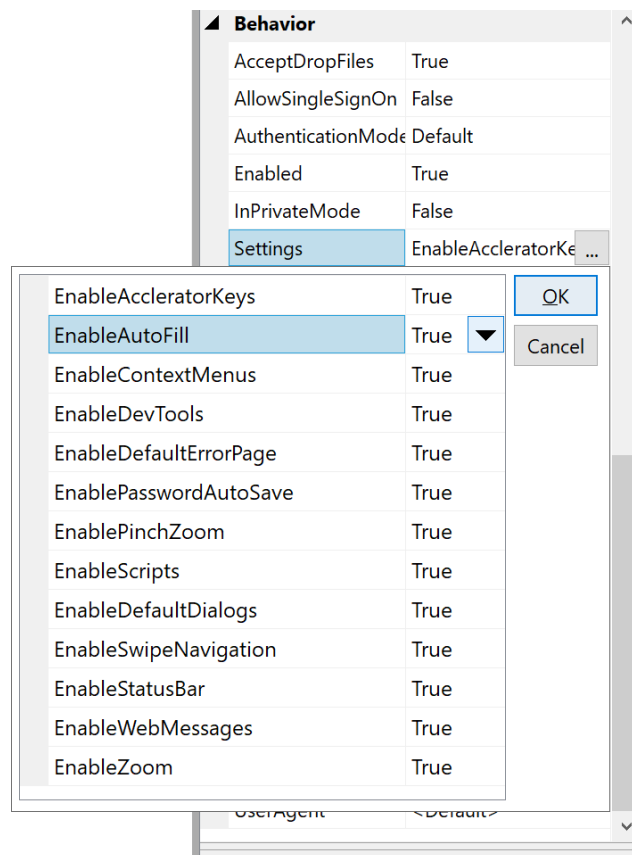 Behavior
AcceptDropFiles True
AllowSingleSignOn False
AuthenticationMode Default
Enabled True
InPrivateMode False
Settings EnableAccleratorKe ...
EnableAccleratorKeys True OK
EnableAutoFill True
Cancel
EnableContextMenus True
EnableDevTools True
EnableDefaultErrorPage True
EnablePasswordAutoSave True
EnablePinchZoom True
EnableScripts True
EnableDefaultDialogs True
EnableSwipeNavigation True
EnableStatusBar True
EnableWebMessages True
EnableZoom True
UserAgent <Default>